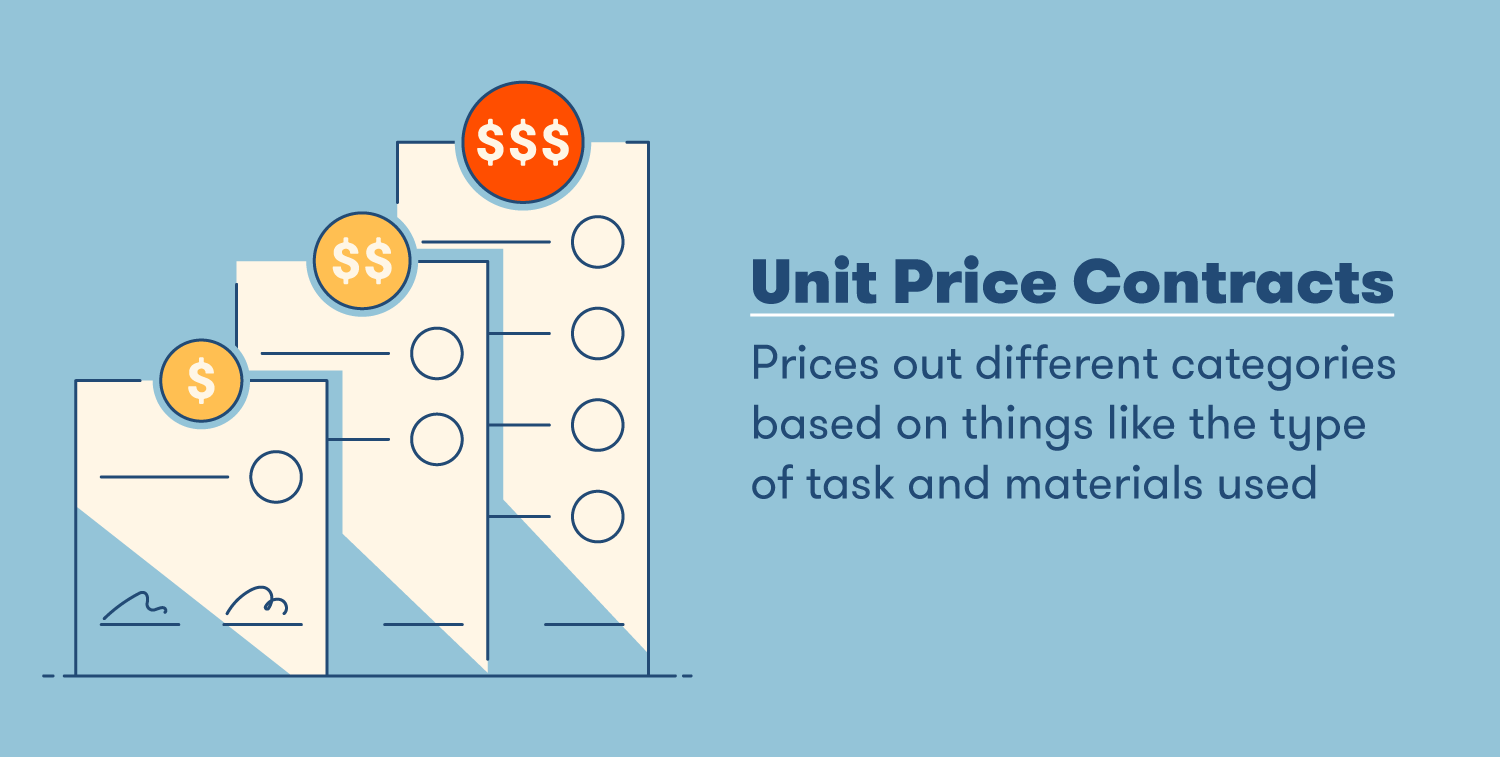 $$$
$$
$
Unit Price Contracts
Prices out different categories
based on things like the type
of task and materials used